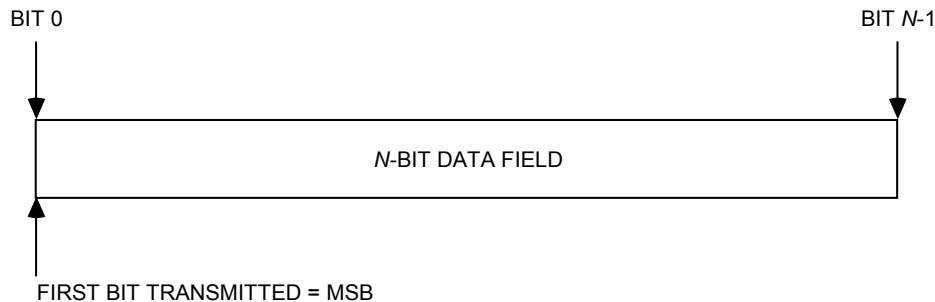 BIT 0
BIT N-1
N-BIT DATA FIELD
FIRST BIT TRANSMITTED = MSB